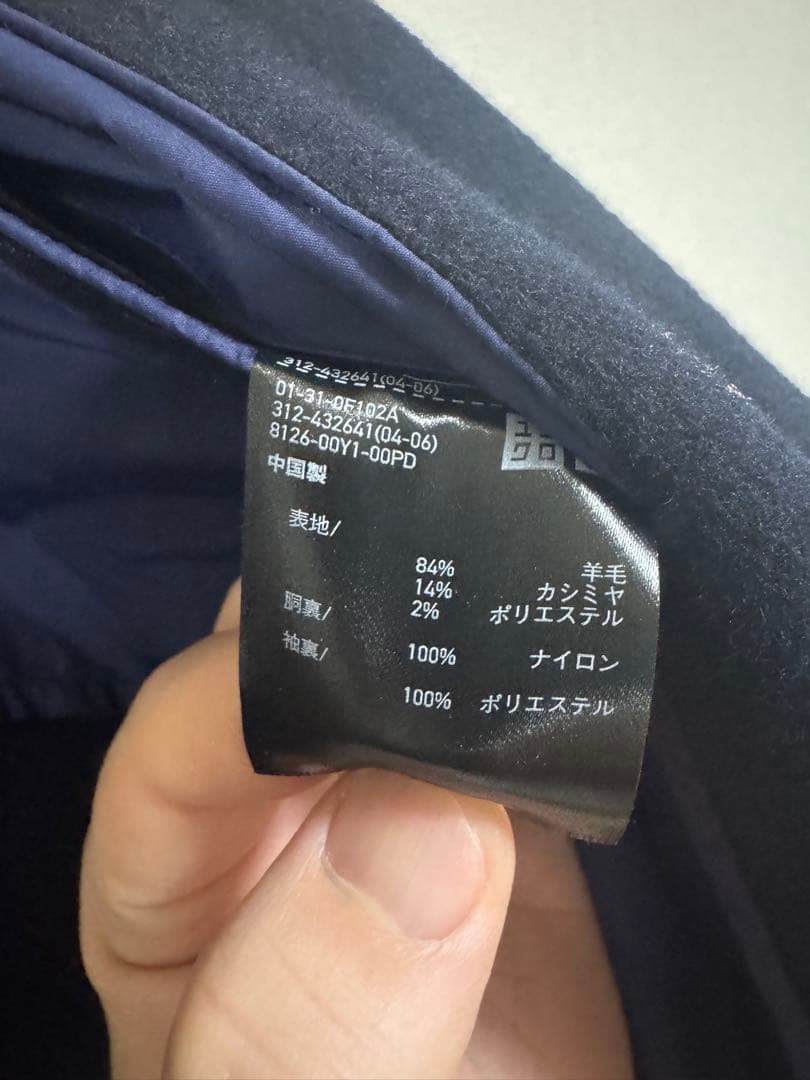 312-432641(04-06)
01-31-0F102A
312-432641(04-06)
8126-00Y1-00PD
中国製
表地/
84% 羊毛
14% カシミヤ
2% ポリエステル
胴裏/
100% ナイロン
袖裏/
100% ポリエステル